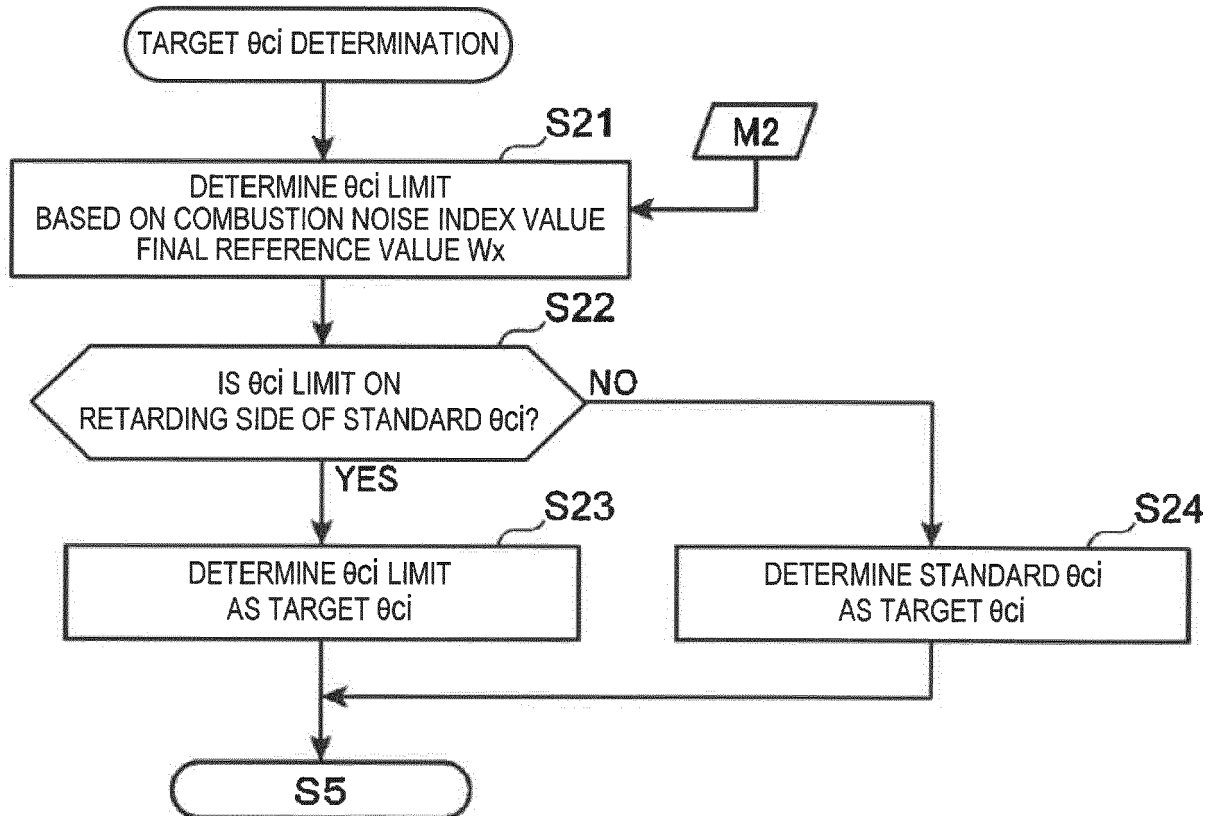 TARGET θci DETERMINATION
S21
M2
DETERMINE θci LIMIT
BASED ON COMBUSTION NOISE INDEX VALUE
FINAL REFERENCE VALUE Wx
S22
IS θci LIMIT ON
RETARDING SIDE OF STANDARD θci?
NO
YES
S23
DETERMINE θci LIMIT
AS TARGET θci
S24
DETERMINE STANDARD θci
AS TARGET θci
S5